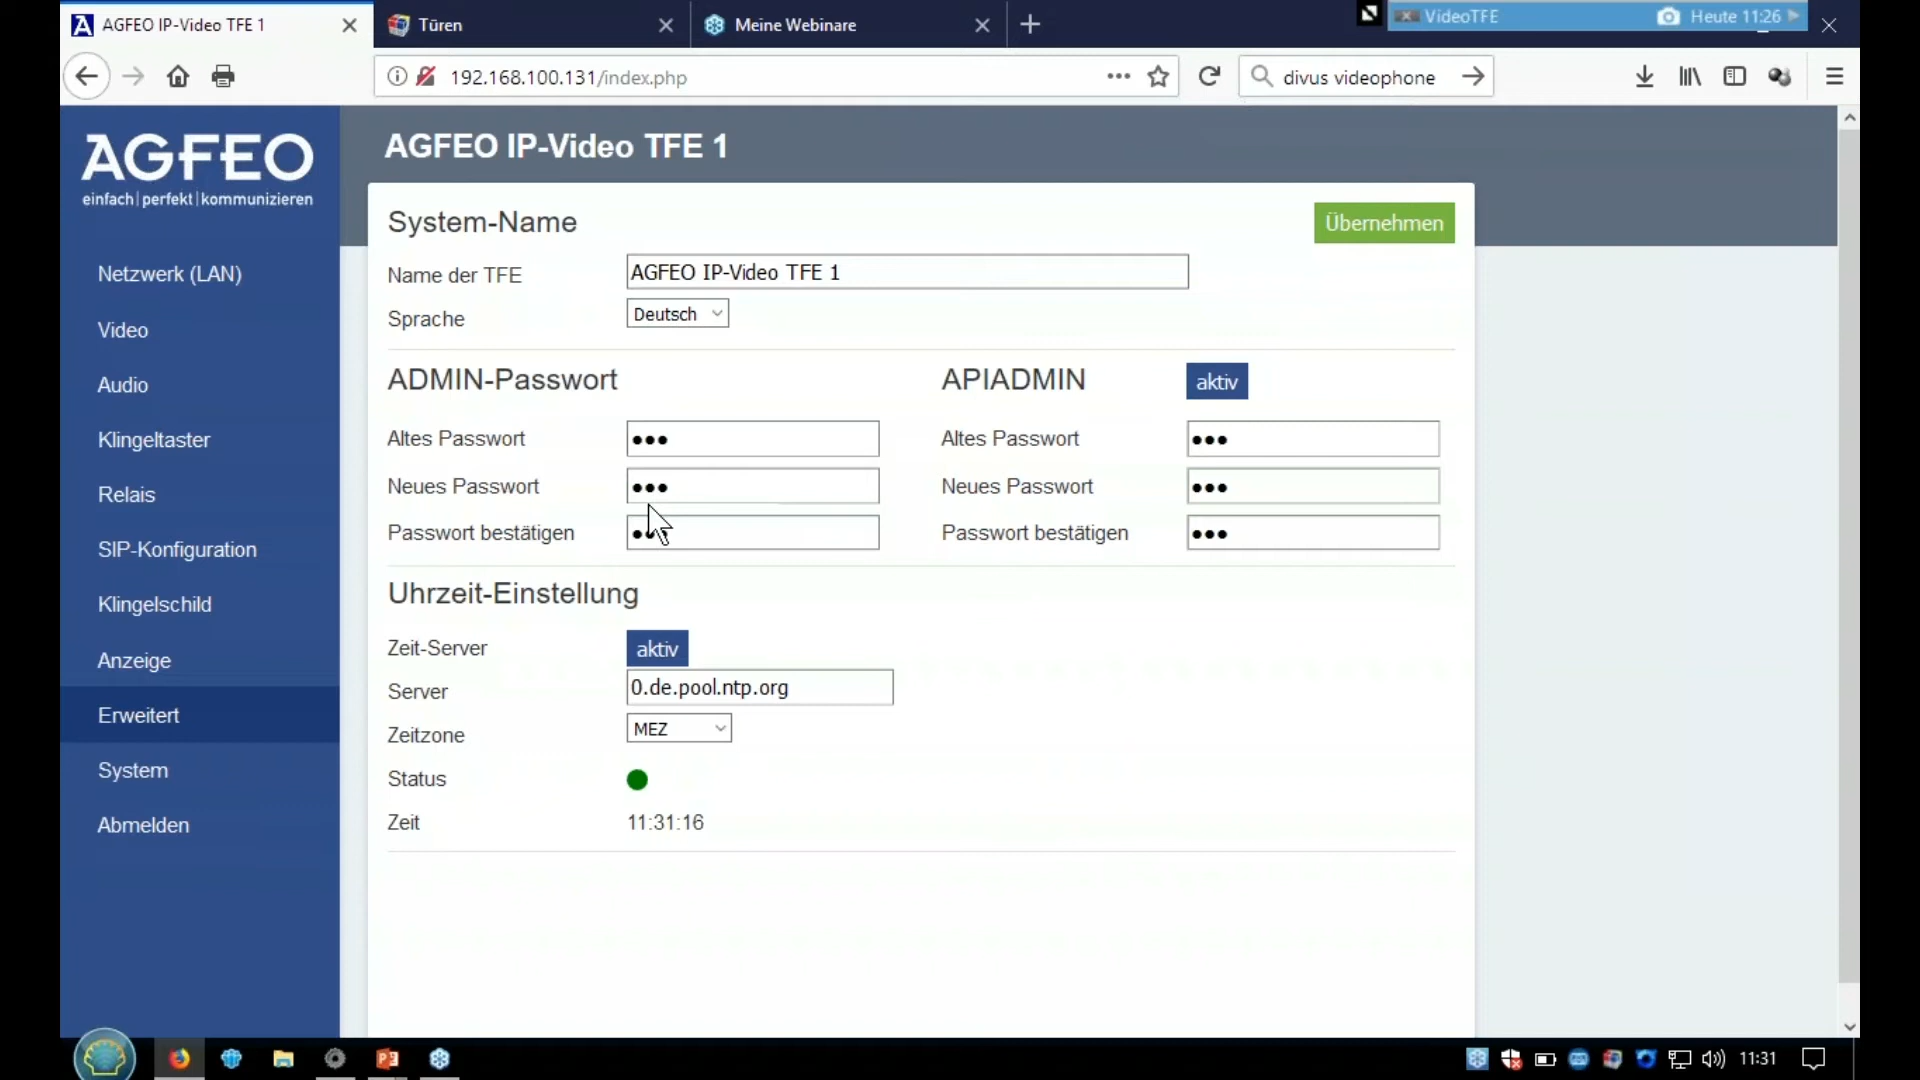 AGFEO IP-Video TFE 1
Türen
Meine Webinare
VideoTFE
Heute 11:26
192.168.100.131/index.php
divus videophone
AGFEO
einfach|perfekt|kommunizieren
Netzwerk (LAN)
Video
Audio
Klingeltaster
Relais
SIP-Konfiguration
Klingelschild
Anzeige
Erweitert
System
Abmelden
AGFEO IP-Video TFE 1
System-Name
Übernehmen
Name der TFE
AGFEO IP-Video TFE 1
Sprache
Deutsch
ADMIN-Passwort
APIADMIN
aktiv
Altes Passwort
Altes Passwort
Neues Passwort
Neues Passwort
Passwort bestätigen
Passwort bestätigen
Uhrzeit-Einstellung
Zeit-Server
aktiv
Server
0.de.pool.ntp.org
Zeitzone
MEZ
Status
Zeit
11:31:16
11:31